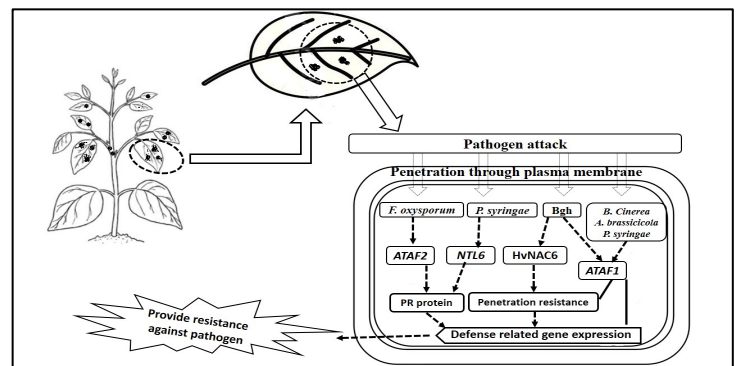 Pathogen attack
Penetration through plasma membrane
F. oxysporum
P. syringae
Bgh
B. Cinerea
A. brassicicola
P. syringae
ATAF2
NTL6
HvNAC6
ATAF1
PR protein
Penetration resistance
Defense related gene expression
Provide resistance
against pathogen